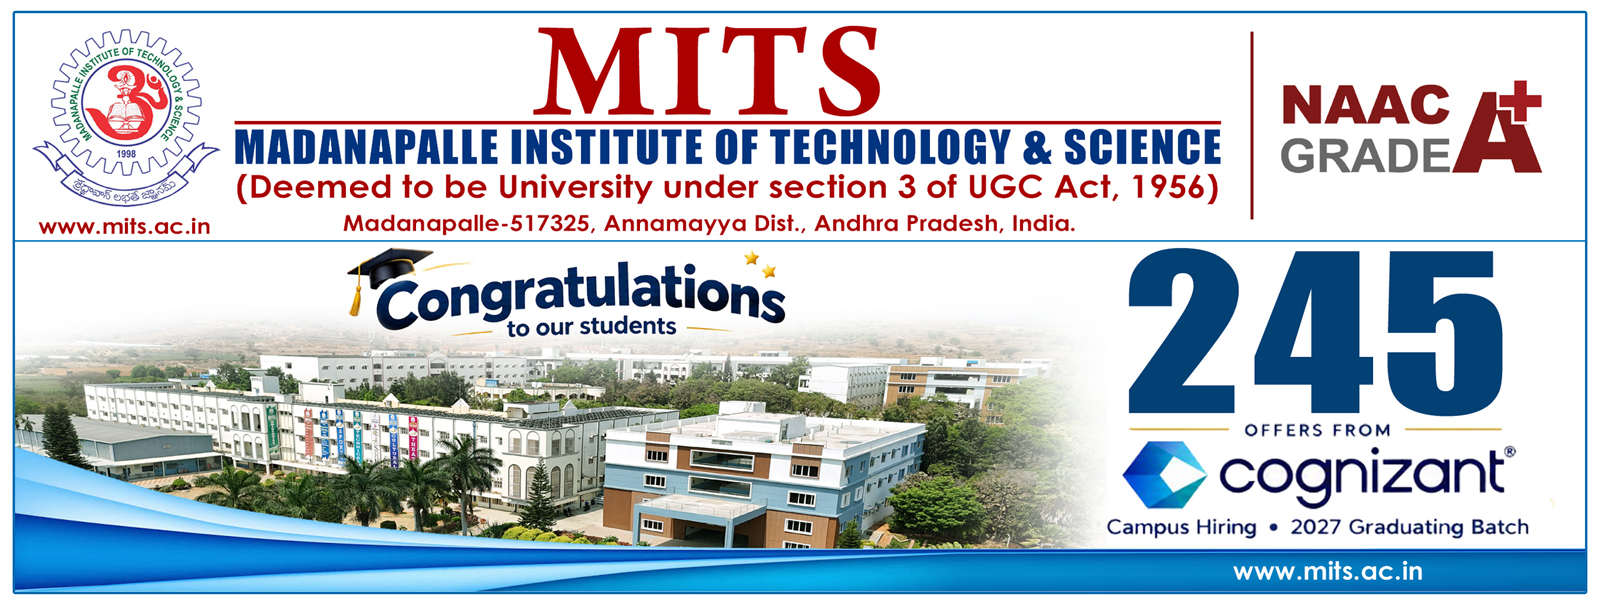 MITS
MADANAPALLE INSTITUTE OF TECHNOLOGY & SCIENCE
(Deemed to be University under section 3 of UGC Act, 1956)
Madanapalle-517325, Annamayya Dist., Andhra Pradesh, India.
MADANAPALLE INSTITUTE OF TECHNOLOGY & SCIENCE
1998
www.mits.ac.in
NAAC
GRADE A+
Congratulations
to our students
245
OFFERS FROM
cognizant®
Campus Hiring • 2027 Graduating Batch
www.mits.ac.in